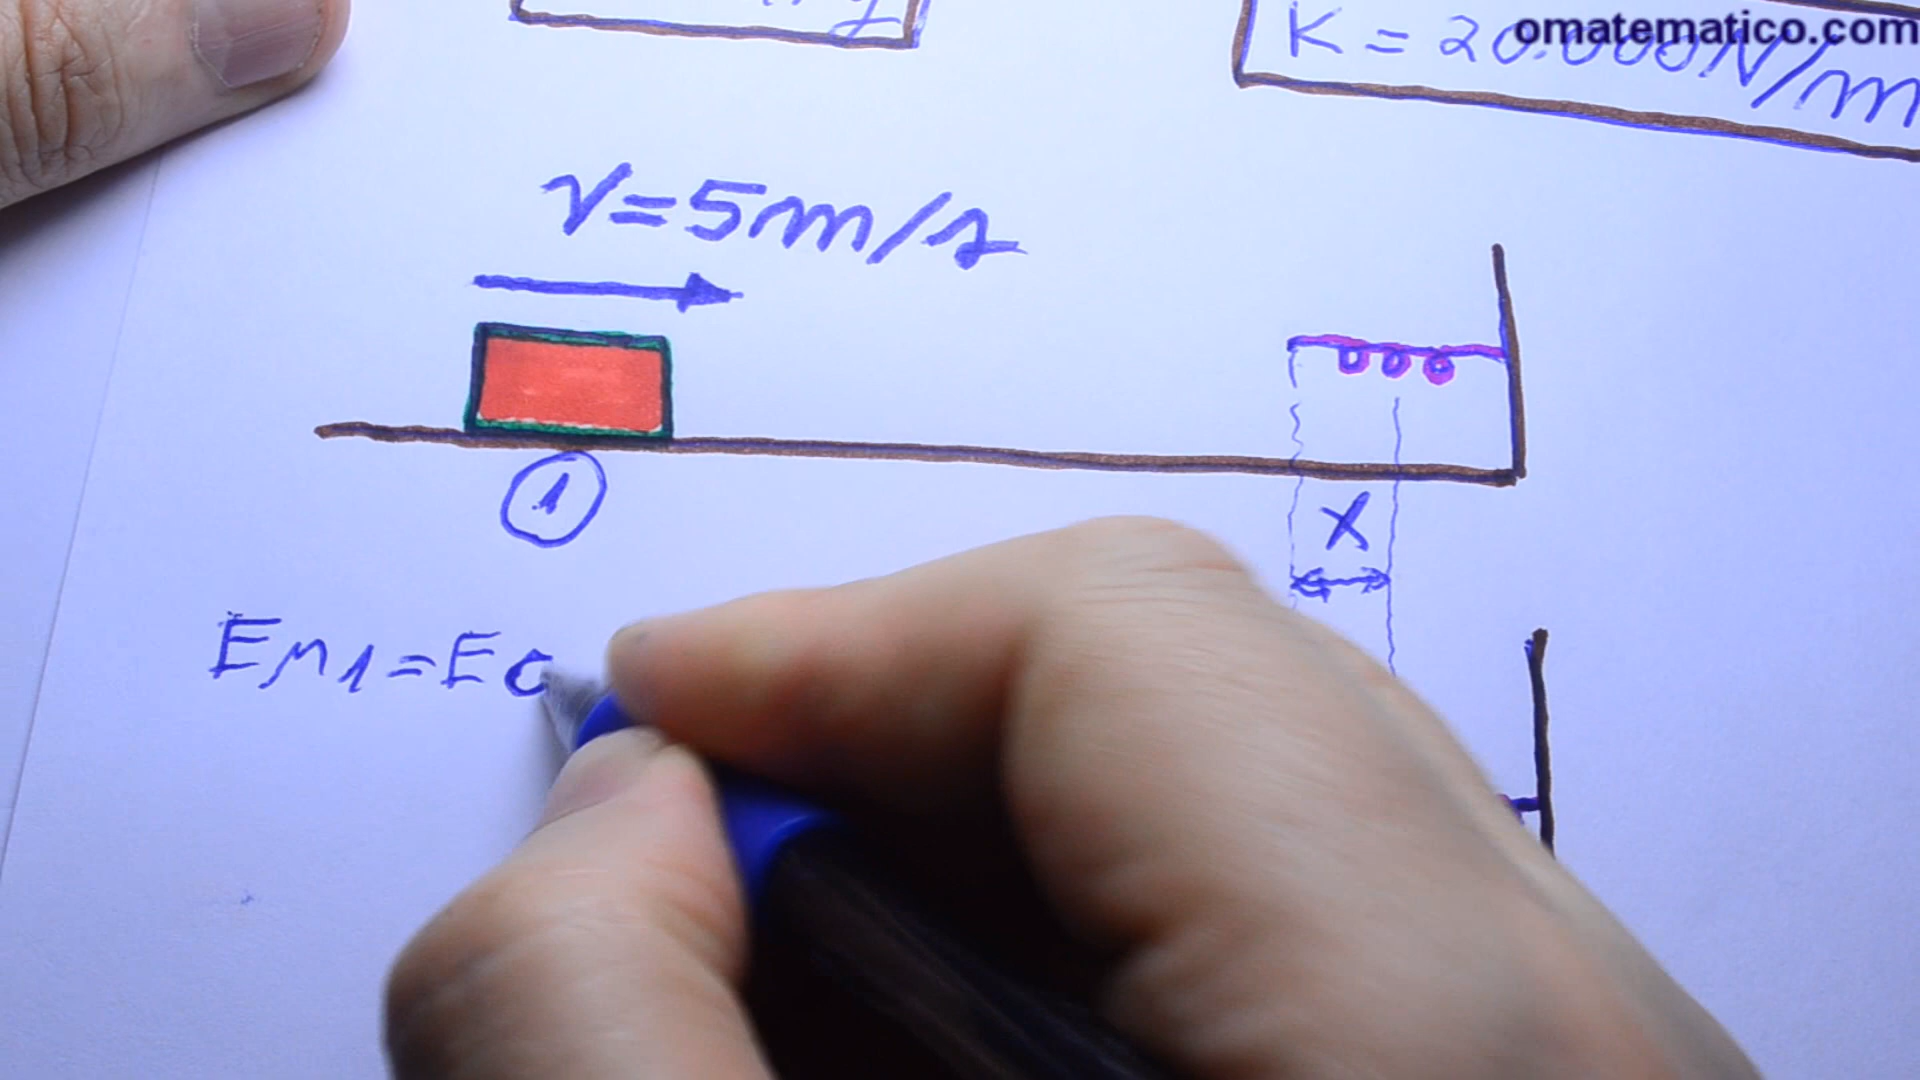 omatematico.com
K = 20.000N/m
v=5m/s
1
X
EM1=Ec